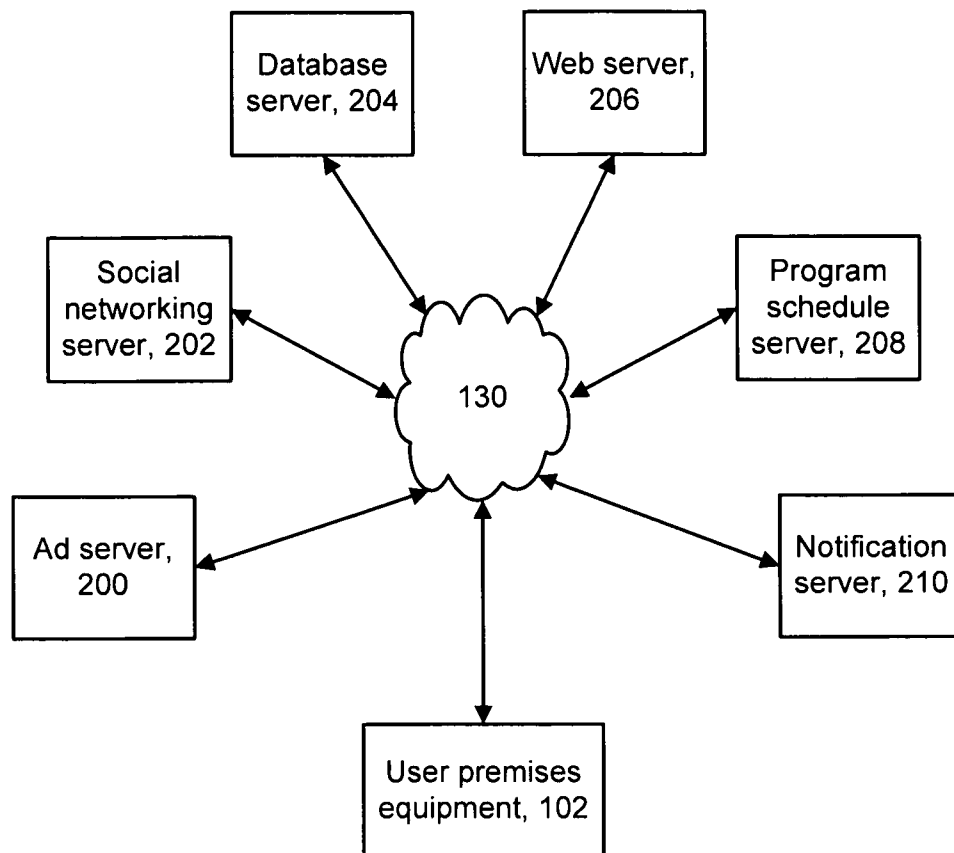 Database
server, 204
Web server,
206
Social
networking
server, 202
Program
schedule
server, 208
130
Ad server,
200
Notification
server, 210
User premises
equipment, 102